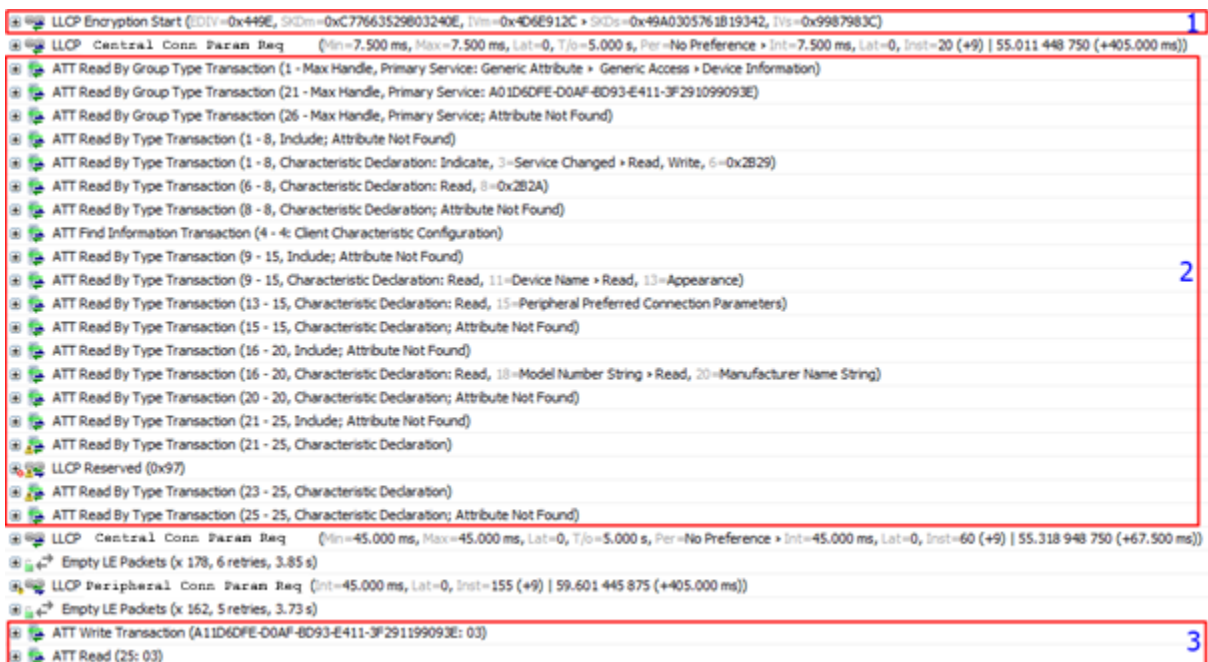 LLCP Encryption Start (EDIV=0x449E, SKDm=0xC77663529B03240E, IVm=0x4D6E912C ▸ SKDs=0x49A0305761B19342, IVs=0x9987983C)
1
LLCP Central Conn Param Req (Min=7.500 ms, Max=7.500 ms, Lat=0, T/o=5.000 s, Per=No Preference ▸ Int=7.500 ms, Lat=0, Inst=20 (+9) | 55.011 448 750 (+405.000 ms))
ATT Read By Group Type Transaction (1 - Max Handle, Primary Service: Generic Attribute ▸ Generic Access ▸ Device Information)
ATT Read By Group Type Transaction (21 - Max Handle, Primary Service: A01D6DFE-D0AF-BD93-E411-3F291099093E)
ATT Read By Group Type Transaction (26 - Max Handle, Primary Service; Attribute Not Found)
ATT Read By Type Transaction (1 - 8, Include; Attribute Not Found)
ATT Read By Type Transaction (1 - 8, Characteristic Declaration: Indicate, 3=Service Changed ▸ Read, Write, 6=0x2B29)
ATT Read By Type Transaction (6 - 8, Characteristic Declaration: Read, 8=0x2B2A)
ATT Read By Type Transaction (8 - 8, Characteristic Declaration; Attribute Not Found)
ATT Find Information Transaction (4 - 4: Client Characteristic Configuration)
ATT Read By Type Transaction (9 - 15, Include; Attribute Not Found)
2
ATT Read By Type Transaction (9 - 15, Characteristic Declaration: Read, 11=Device Name ▸ Read, 13=Appearance)
ATT Read By Type Transaction (13 - 15, Characteristic Declaration: Read, 15=Peripheral Preferred Connection Parameters)
ATT Read By Type Transaction (15 - 15, Characteristic Declaration; Attribute Not Found)
ATT Read By Type Transaction (16 - 20, Include; Attribute Not Found)
ATT Read By Type Transaction (16 - 20, Characteristic Declaration: Read, 18=Model Number String ▸ Read, 20=Manufacturer Name String)
ATT Read By Type Transaction (20 - 20, Characteristic Declaration; Attribute Not Found)
ATT Read By Type Transaction (21 - 25, Include; Attribute Not Found)
ATT Read By Type Transaction (21 - 25, Characteristic Declaration)
LLCP Reserved (0x97)
ATT Read By Type Transaction (23 - 25, Characteristic Declaration)
ATT Read By Type Transaction (25 - 25, Characteristic Declaration; Attribute Not Found)
LLCP Central Conn Param Req (Min=45.000 ms, Max=45.000 ms, Lat=0, T/o=5.000 s, Per=No Preference ▸ Int=45.000 ms, Lat=0, Inst=60 (+9) | 55.318 948 750 (+67.500 ms))
Empty LE Packets (x 178, 6 retries, 3.85 s)
LLCP Peripheral Conn Param Req (Int=45.000 ms, Lat=0, Inst=155 (+9) | 59.601 445 875 (+405.000 ms))
Empty LE Packets (x 162, 5 retries, 3.73 s)
ATT Write Transaction (A11D6DFE-D0AF-BD93-E411-3F291199093E: 03)
3
ATT Read (25: 03)